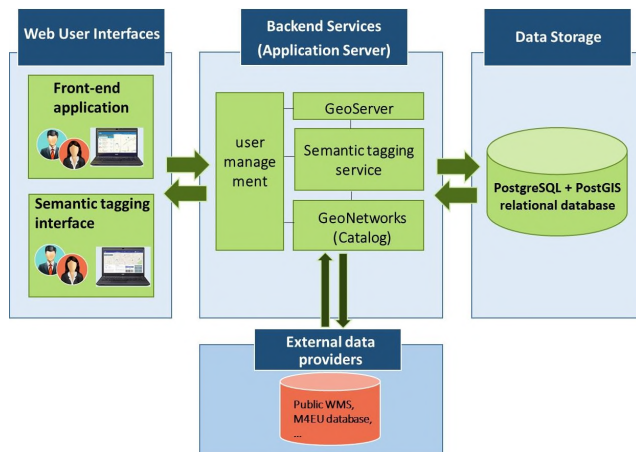 Web User Interfaces
Front-end
application
Semantic tagging
interface
Backend Services
(Application Server)
user
manage
ment
GeoServer
Semantic tagging
service
GeoNetworks
(Catalog)
Data Storage
PostgreSQL + PostGIS
relational database
External data
providers
Public WMS,
M4EU database,
...